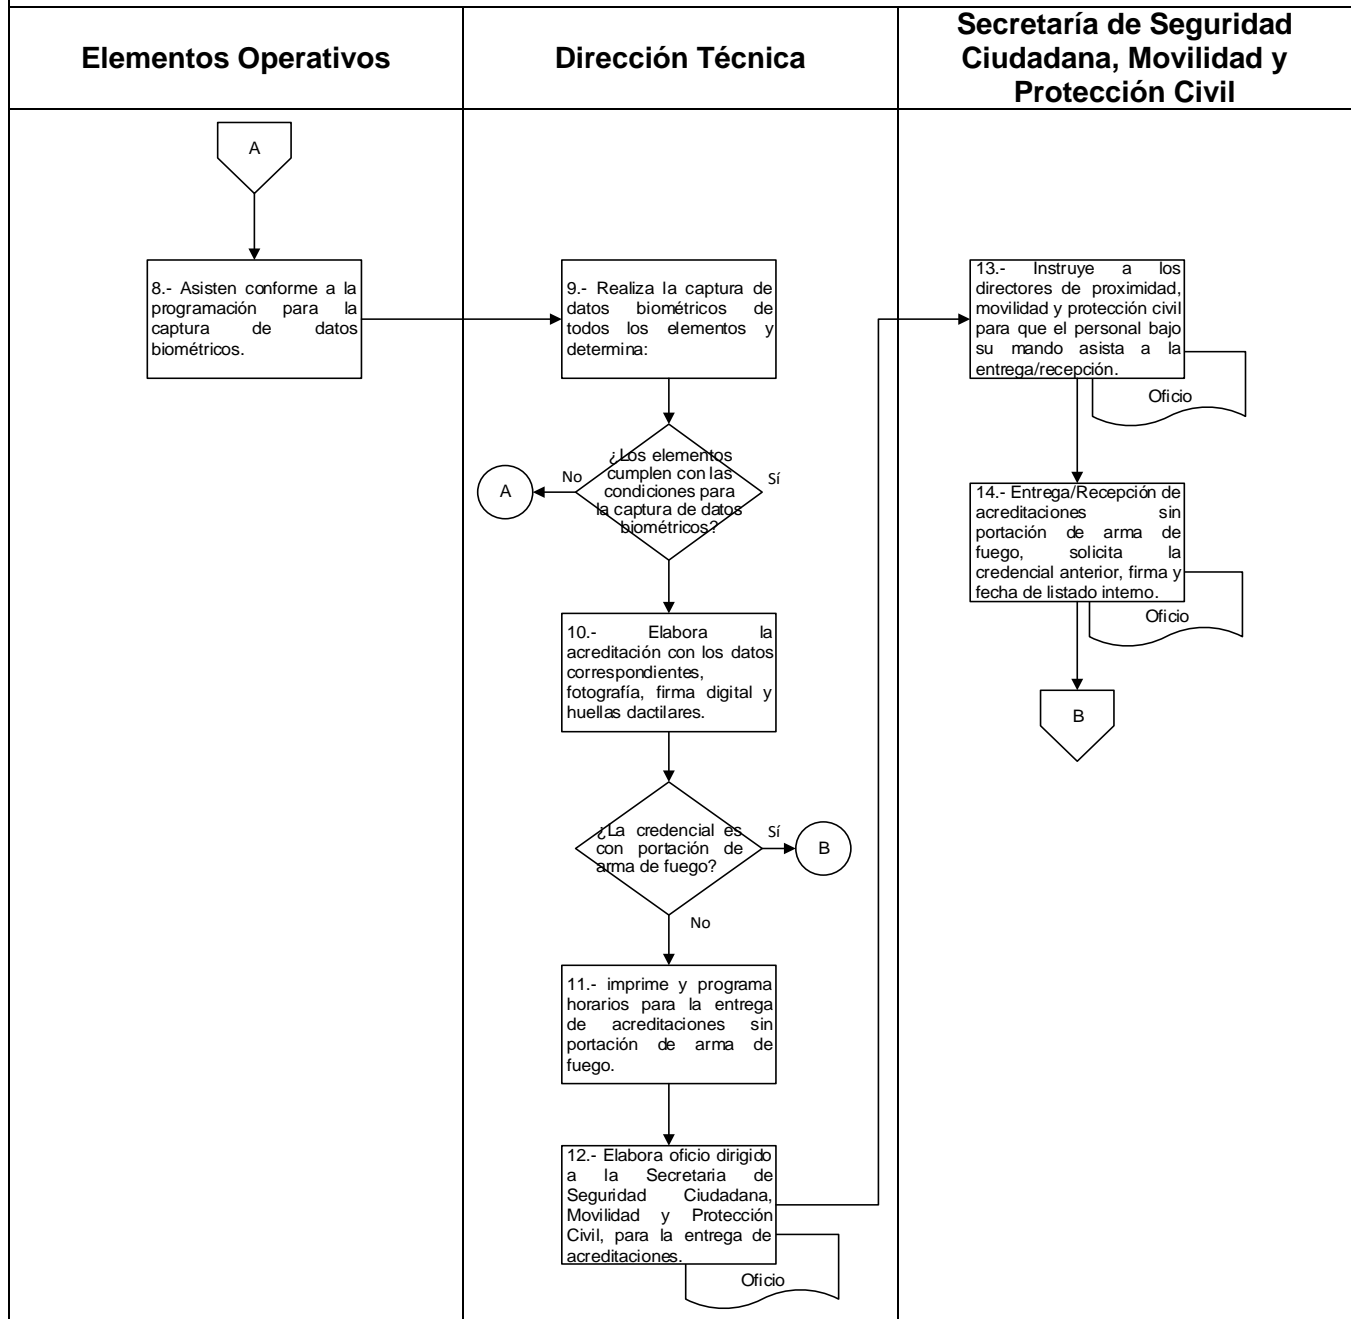 Elementos Operativos
Dirección Técnica
Secretaría de Seguridad
Ciudadana, Movilidad y
Protección Civil
A
8.- Asisten conforme a la
programación para la
captura de datos
biométricos.
9.- Realiza la captura de
datos biométricos de
todos los elementos y
determina:
¿Los elementos
cumplen con las
condiciones para
la captura de datos
biométricos?
No
Sí
A
10.- Elabora la
acreditación con los datos
correspondientes,
fotografía, firma digital y
huellas dactilares.
¿La credencial es
con portación de
arma de fuego?
Sí
B
No
11.- imprime y programa
horarios para la entrega
de acreditaciones sin
portación de arma de
fuego.
12.- Elabora oficio dirigido
a la Secretaria de
Seguridad Ciudadana,
Movilidad y Protección
Civil, para la entrega de
acreditaciones.
Oficio
13.- Instruye a los
directores de proximidad,
movilidad y protección civil
para que el personal bajo
su mando asista a la
entrega/recepción.
Oficio
14.- Entrega/Recepción de
acreditaciones sin
portación de arma de
fuego, solicita la
credencial anterior, firma y
fecha de listado interno.
Oficio
B